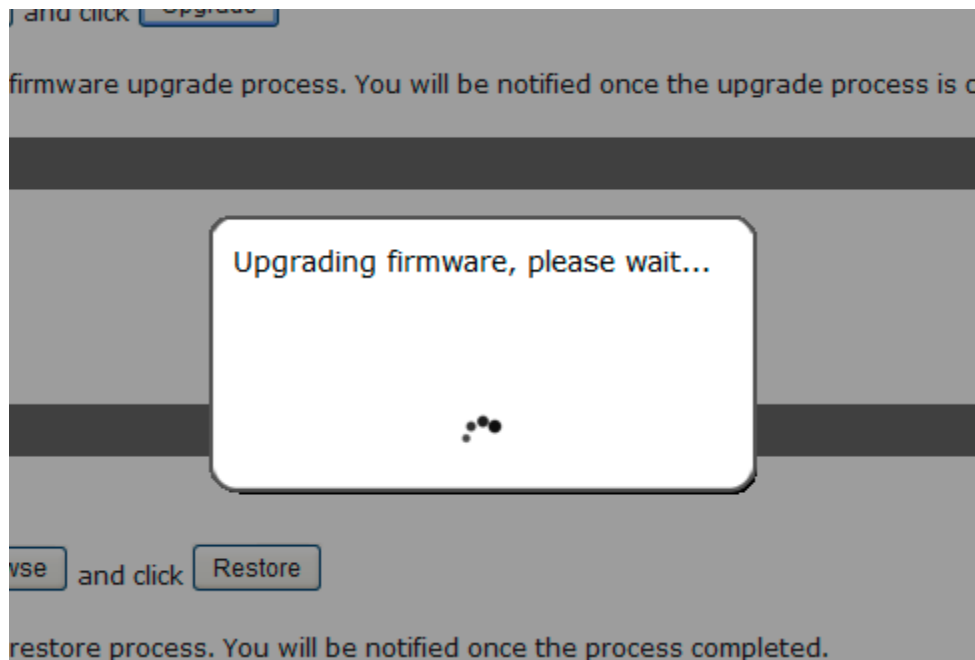 and click Upgrade
firmware upgrade process. You will be notified once the upgrade process is
Upgrading firmware, please wait...
and click Restore
restore process. You will be notified once the process completed.